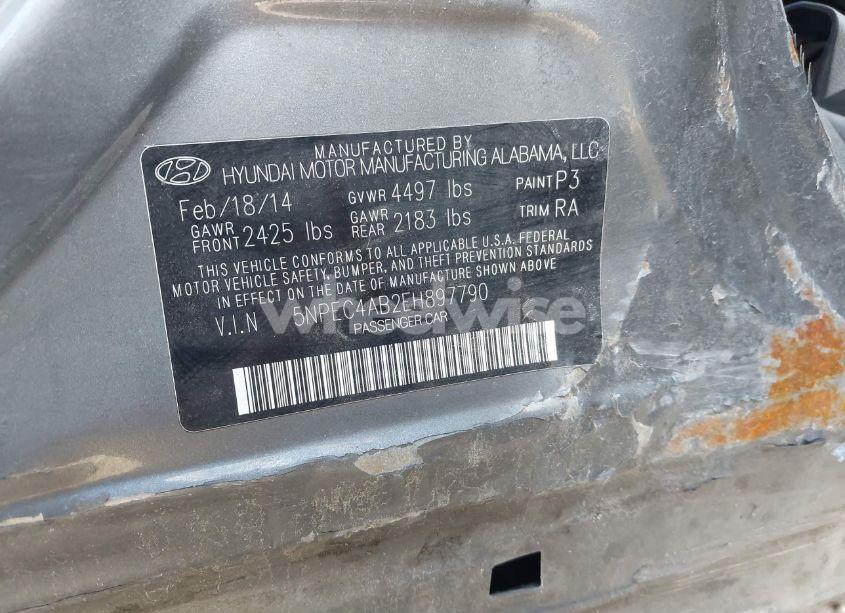 MANUFACTURED BY
HYUNDAI MOTOR MANUFACTURING ALABAMA, LLC
Feb/18/14 GVWR 4497 lbs PAINT P3
GAWR FRONT 2425 lbs GAWR REAR 2183 lbs TRIM RA
THIS VEHICLE CONFORMS TO ALL APPLICABLE U.S.A. FEDERAL
MOTOR VEHICLE SAFETY, BUMPER, AND THEFT PREVENTION STANDARDS
IN EFFECT ON THE DATE OF MANUFACTURE SHOWN ABOVE
V.I.N 5NPEC4AB2EH897790
PASSENGER CAR
wheelwise